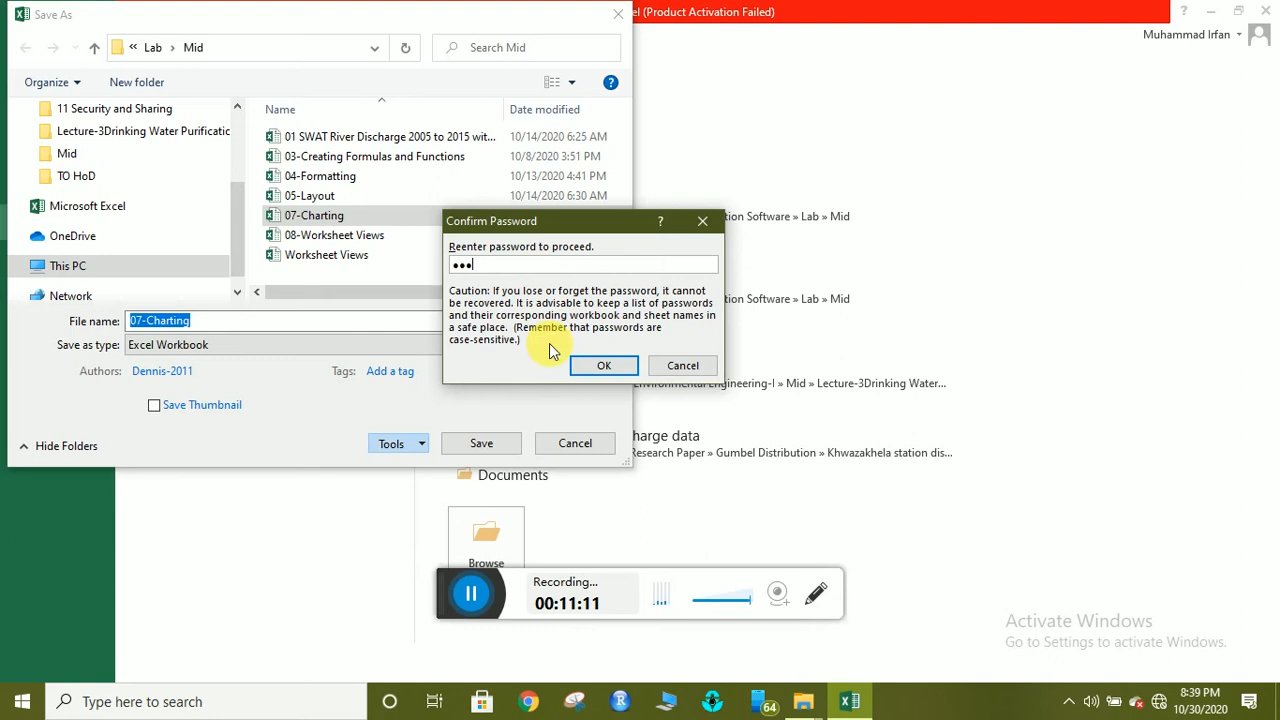 Save As
el (Product Activation Failed)
Muhammad Irfan
Lab
Mid
Search Mid
Organize
New folder
Name
Date modified
11 Security and Sharing
Lecture-3Drinking Water Purificatic
Mid
TO HoD
Microsoft Excel
OneDrive
This PC
Network
01 SWAT River Discharge 2005 to 2015 wit... 10/14/2020 6:25 AM
03-Creating Formulas and Functions 10/8/2020 3:51 PM
04-Formatting 10/13/2020 4:41 PM
05-Layout 10/14/2020 6:30 AM
07-Charting
08-Worksheet Views
Worksheet Views
File name: 07-Charting
Save as type: Excel Workbook
Authors: Dennis-2011
Tags: Add a tag
Save Thumbnail
Hide Folders
Tools
Save
Cancel
Confirm Password
Reenter password to proceed.
Caution: If you lose or forget the password, it cannot
be recovered. It is advisable to keep a list of passwords
and their corresponding workbook and sheet names in
a safe place. (Remember that passwords are
case-sensitive.)
OK
Cancel
tion Software » Lab » Mid
tion Software » Lab » Mid
Environmental Engineering-I » Mid » Lecture-3Drinking Water...
harge data
Research Paper » Gumbel Distribution » Khwazakhela station dis...
Documents
Browse
Recording...
00:11:11
Activate Windows
Go to Settings to activate Windows.
Type here to search
64
8:39 PM
10/30/2020